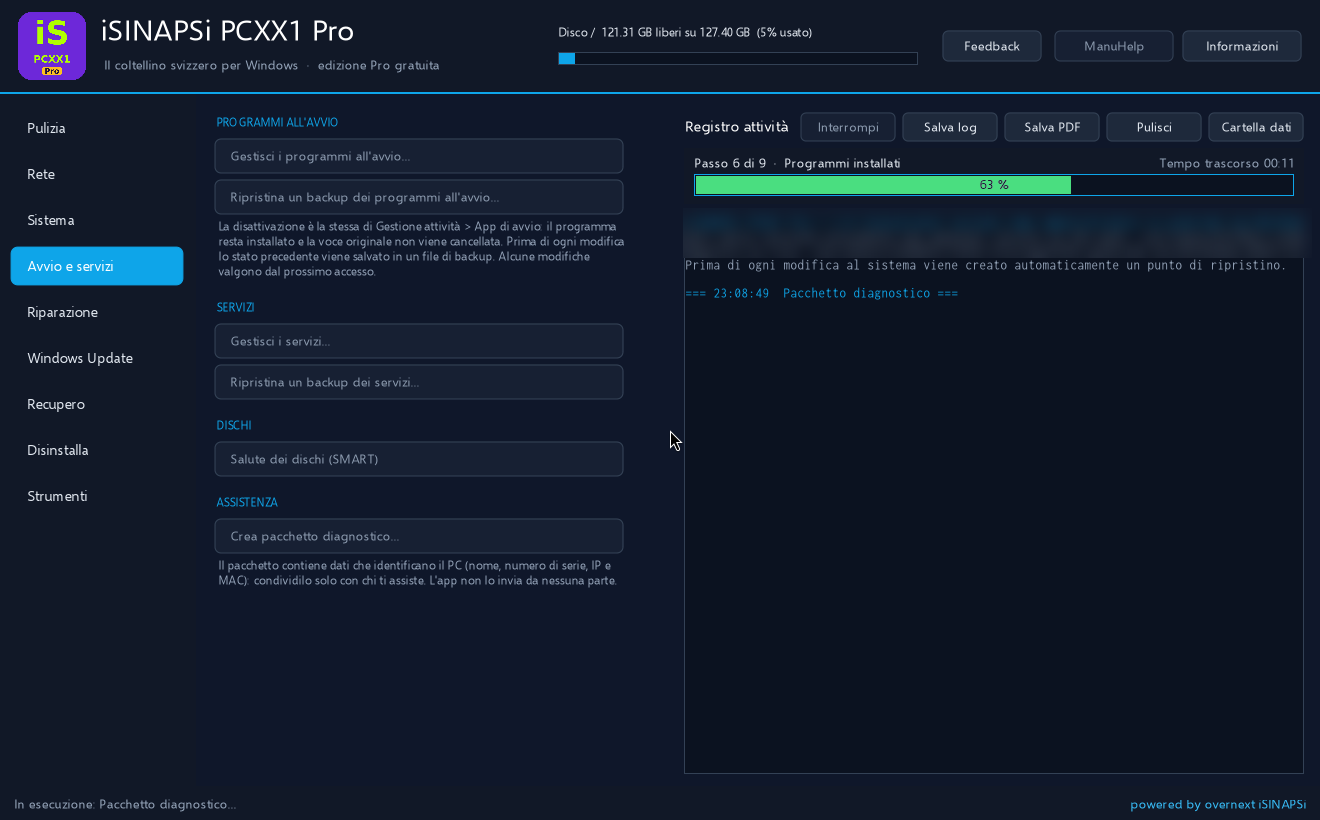 iS
PCXX1
Pro
iSINAPSi PCXX1 Pro
Il coltellino svizzero per Windows · edizione Pro gratuita
Disco / 121.31 GB liberi su 127.40 GB (5% usato)
Feedback
ManuHelp
Informazioni
Pulizia
Rete
Sistema
Avvio e servizi
Riparazione
Windows Update
Recupero
Disinstalla
Strumenti
PROGRAMMI ALL'AVVIO
Gestisci i programmi all'avvio...
Ripristina un backup dei programmi all'avvio...
La disattivazione è la stessa di Gestione attività > App di avvio: il programma
resta installato e la voce originale non viene cancellata. Prima di ogni modifica
lo stato precedente viene salvato in un file di backup. Alcune modifiche
valgono dal prossimo accesso.
SERVIZI
Gestisci i servizi...
Ripristina un backup dei servizi...
DISCHI
Salute dei dischi (SMART)
ASSISTENZA
Crea pacchetto diagnostico...
Il pacchetto contiene dati che identificano il PC (nome, numero di serie, IP e
MAC): condividilo solo con chi ti assiste. L'app non lo invia da nessuna parte.
Registro attività
Interrompi
Salva log
Salva PDF
Pulisci
Cartella dati
Passo 6 di 9 · Programmi installati
Tempo trascorso 00:11
63 %
Prima di ogni modifica al sistema viene creato automaticamente un punto di ripristino.
=== 23:08:49  Pacchetto diagnostico ===
In esecuzione: Pacchetto diagnostico...
powered by overnext iSINAPSi